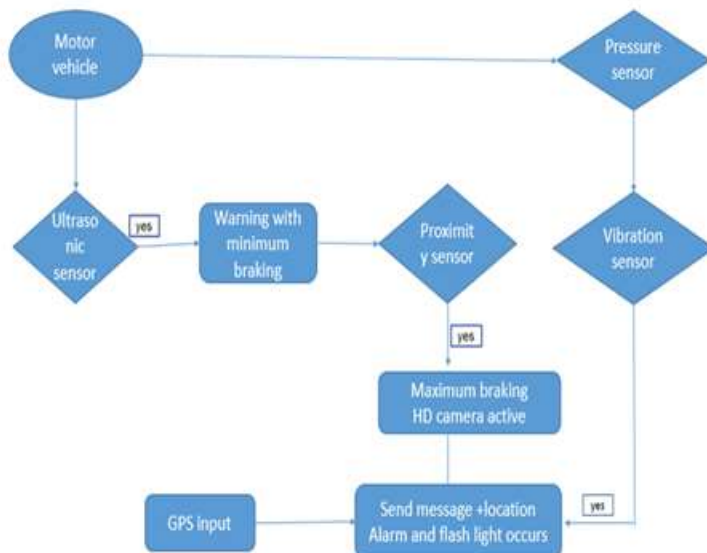 Motor
vehicle
Pressure
sensor
Ultraso
nic
sensor
yes
Warning with
minimum
braking
Proximit
y sensor
Vibration
sensor
yes
Maximum braking
HD camera active
GPS input
Send message +location
Alarm and flash light occurs
yes